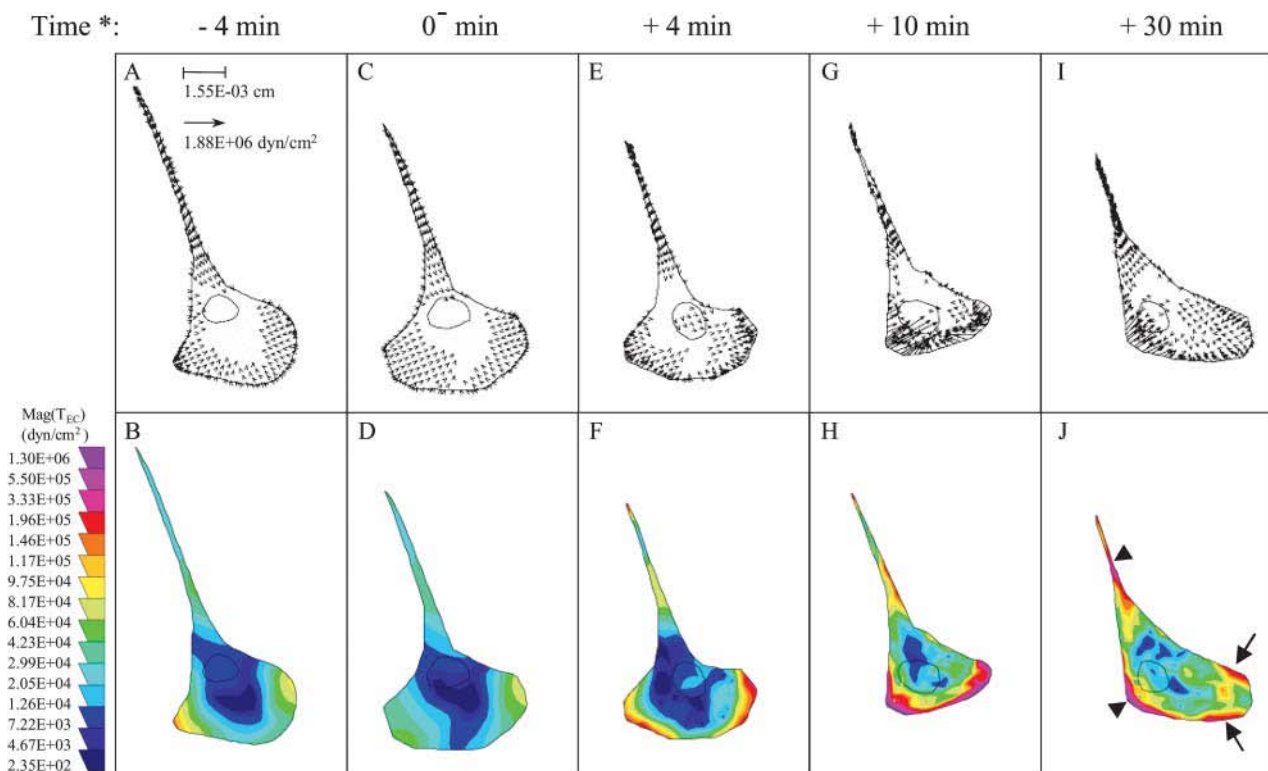 Time *: - 4 min 0⁻ min + 4 min + 10 min + 30 min
A C E G I
1.55E-03 cm
1.88E+06 dyn/cm²
B D F H J
Mag(T_EC)
(dyn/cm²)
1.30E+06
5.50E+05
3.33E+05
1.96E+05
1.46E+05
1.17E+05
9.75E+04
8.17E+04
6.04E+04
4.23E+04
2.99E+04
2.05E+04
1.26E+04
7.22E+03
4.67E+03
2.35E+02